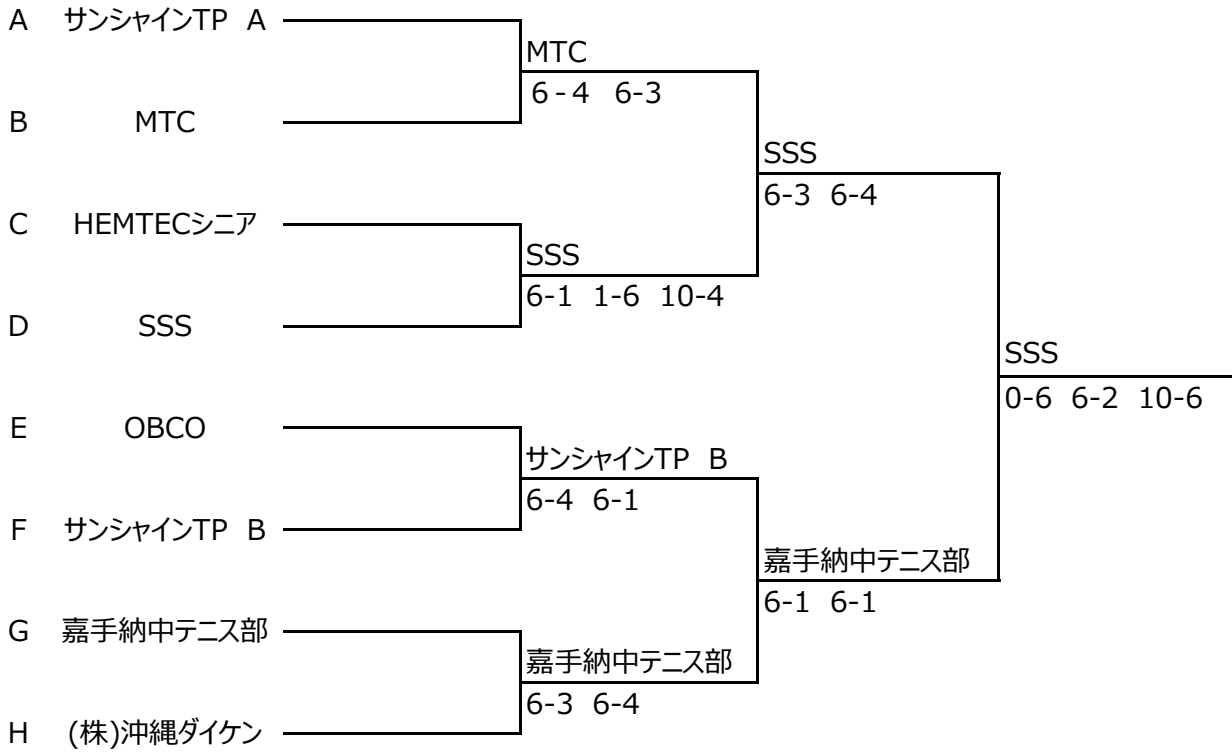 A サンシャインTP A
MTC
6-4 6-3
B MTC
SSS
6-3 6-4
C HEMTECシニア
SSS
6-1 1-6 10-4
D SSS
SSS
0-6 6-2 10-6
E OBCO
サンシャインTP B
6-4 6-1
F サンシャインTP B
嘉手納中テニス部
6-1 6-1
G 嘉手納中テニス部
嘉手納中テニス部
6-3 6-4
H (株)沖縄ダイケン